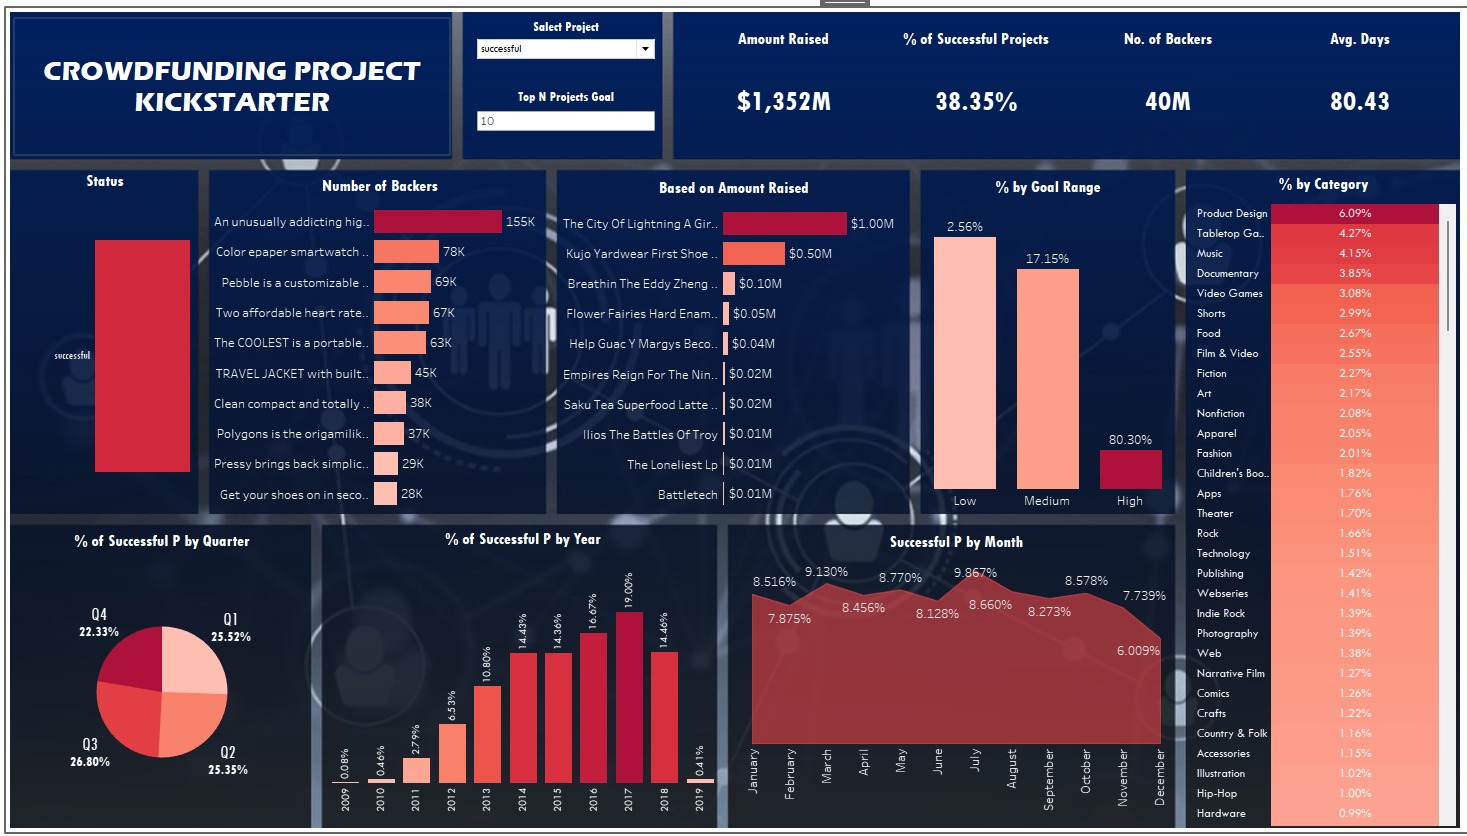 CROWDFUNDING PROJECT
KICKSTARTER
Salect Project
successful
Top N Projects Goal
10
Amount Raised
$1,352M
% of Successful Projects
38.35%
No. of Backers
40M
Avg. Days
80.43
Status
successful
Number of Backers
An unusually addicting hig.. 155K
Color epaper smartwatch .. 78K
Pebble is a customizable .. 69K
Two affordable heart rate.. 67K
The COOLEST is a portable.. 63K
TRAVEL JACKET with built.. 45K
Clean compact and totally .. 38K
Polygons is the origamilik.. 37K
Pressy brings back simplic.. 29K
Get your shoes on in seco.. 28K
Based on Amount Raised
The City Of Lightning A Gir.. $1.00M
Kujo Yardwear First Shoe .. $0.50M
Breathin The Eddy Zheng .. $0.10M
Flower Fairies Hard Enam.. $0.05M
Help Guac Y Margys Beco.. $0.04M
Empires Reign For The Nin.. $0.02M
Saku Tea Superfood Latte .. $0.02M
Ilios The Battles Of Troy $0.01M
The Loneliest Lp $0.01M
Battletech $0.01M
% by Goal Range
2.56%
17.15%
80.30%
Low Medium High
% by Category
Product Design 6.09%
Tabletop Ga.. 4.27%
Music 4.15%
Documentary 3.85%
Video Games 3.08%
Shorts 2.99%
Food 2.67%
Film & Video 2.55%
Fiction 2.27%
Art 2.17%
Nonfiction 2.08%
Apparel 2.05%
Fashion 2.01%
Children's Boo.. 1.82%
Apps 1.76%
Theater 1.70%
Rock 1.66%
Technology 1.51%
Publishing 1.42%
Webseries 1.41%
Indie Rock 1.39%
Photography 1.39%
Web 1.38%
Narrative Film 1.27%
Comics 1.26%
Crafts 1.22%
Country & Folk 1.16%
Accessories 1.15%
Illustration 1.02%
Hip-Hop 1.00%
Hardware 0.99%
% of Successful P by Quarter
Q4
22.33%
Q1
25.52%
Q3
26.80%
Q2
25.35%
% of Successful P by Year
0.08% 0.46% 2.79% 6.53% 10.80% 14.43% 14.36% 16.67% 19.00% 14.46% 0.41%
2009 2010 2011 2012 2013 2014 2015 2016 2017 2018 2019
Successful P by Month
8.516% 7.875% 9.130% 8.456% 8.770% 8.128% 9.867% 8.660% 8.273% 8.578% 7.739% 6.009%
January February March April May June July August September October November December